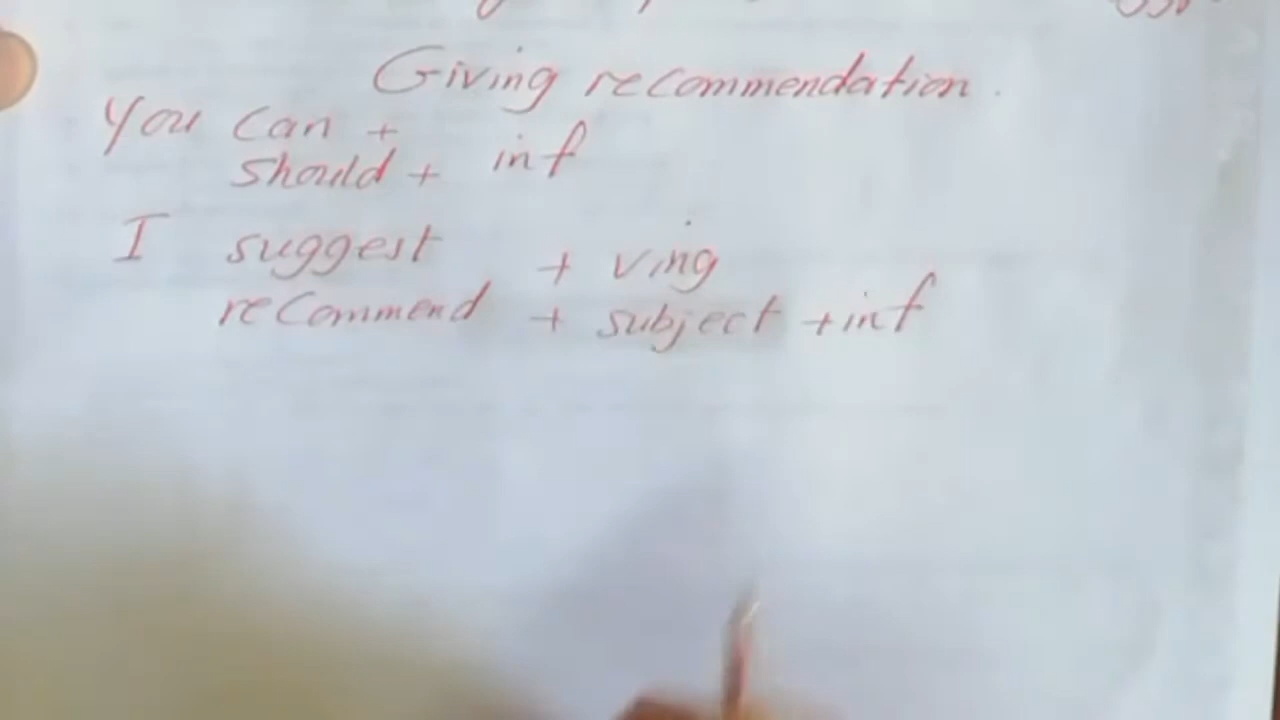 Giving recommendation.
You can +
should + inf
I suggest + ving
recommend + subject + inf